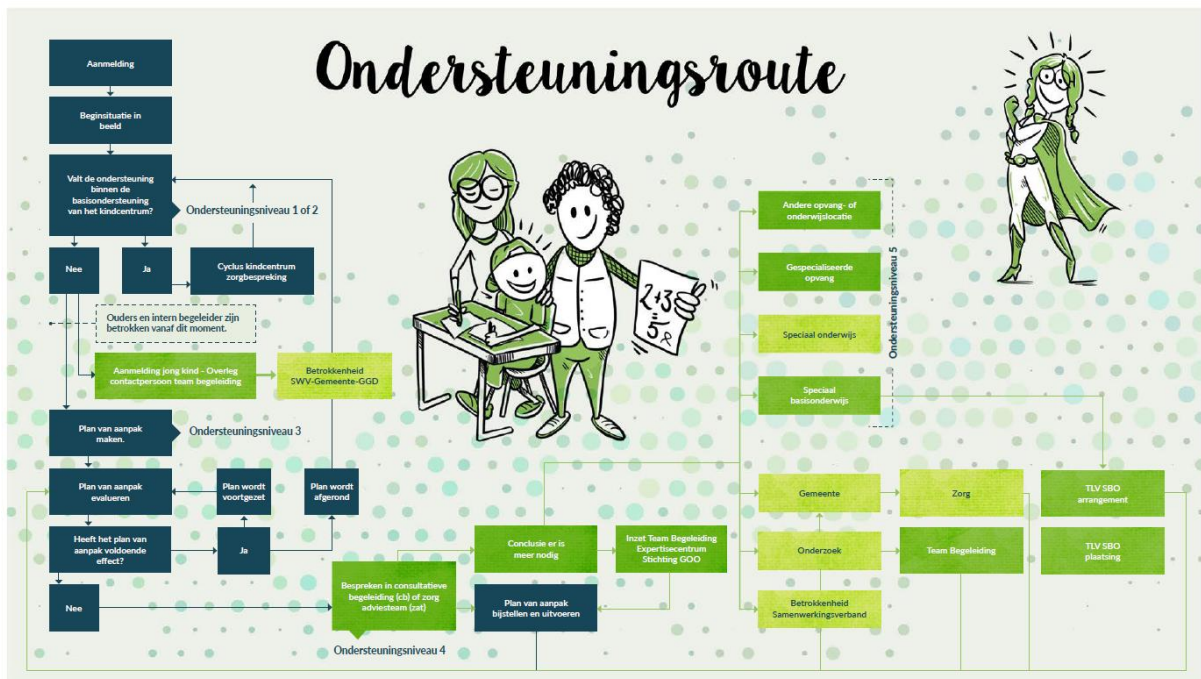 Ondersteuningsroute
Aanmelding
Beginsituatie in
beeld
Valt de ondersteuning
binnen de
basisondersteuning
van het kindcentrum?
Ondersteuningsniveau 1 of 2
Nee
Ja
Cyclus kindcentrum
zorgbespreking
Ouders en intern begeleider zijn
betrokken vanaf dit moment.
Aanmelding jong kind - Overleg
contactpersoon team begeleiding
Betrokkenheid
SWV-Gemeente-GGD
Plan van aanpak
maken.
Ondersteuningsniveau 3
Plan van aanpak
evalueren
Plan wordt
voortgezet
Plan wordt
afgerond
Heeft het plan van
aanpak voldoende
effect?
Ja
Nee
Bespreken in consultatieve
begeleiding (cb) of zorg
adviesteam (zat)
Ondersteuningsniveau 4
Conclusie er is
meer nodig
Inzet Team Begeleiding
Expertisecentrum
Stichting GOO
Plan van aanpak
bijstellen en uitvoeren
2+3
5
Andere opvang- of
onderwijslocatie
Gespecialiseerde
opvang
Speciaal onderwijs
Speciaal
basisonderwijs
Ondersteuningsniveau 5
Gemeente
Zorg
Onderzoek
Team Begeleiding
Betrokkenheid
Samenwerkingsverband
TLV SBO
arrangement
TLV SBO
plaatsing